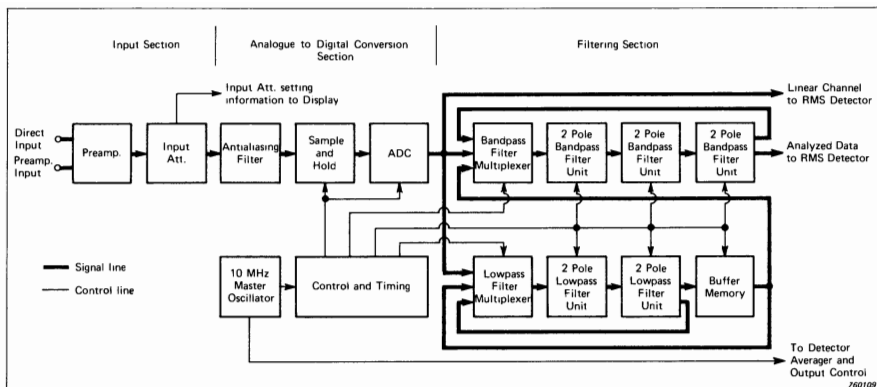 Input Section
Analogue to Digital Conversion
Section
Filtering Section
Input Att. setting
information to Display
Linear Channel
to RMS Detector
Direct
Input
Preamp.
Input
Preamp.
Input
Att.
Antialiasing
Filter
Sample
and
Hold
ADC
Bandpass
Filter
Multiplexer
2 Pole
Bandpass
Filter
Unit
2 Pole
Bandpass
Filter
Unit
2 Pole
Bandpass
Filter
Unit
Analyzed Data
to RMS Detector
Signal line
Control line
10 MHz
Master
Oscillator
Control and Timing
Lowpass
Filter
Multiplexer
2 Pole
Lowpass
Filter
Unit
2 Pole
Lowpass
Filter
Unit
Buffer
Memory
To Detector
Averager and
Output Control
760109